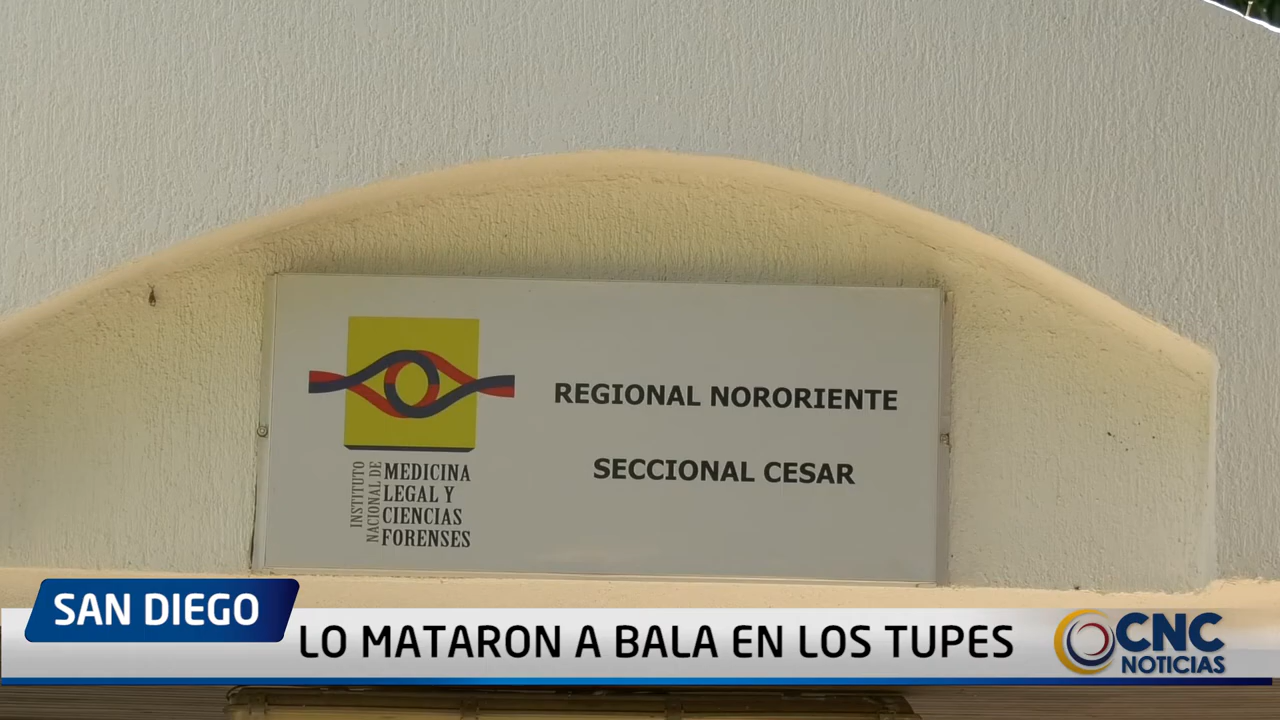 REGIONAL NORORIENTE
SECCIONAL CESAR
INSTITUTO
NACIONAL DE
MEDICINA
LEGAL Y
CIENCIAS
FORENSES
SAN DIEGO
LO MATARON A BALA EN LOS TUPES
CNC
NOTICIAS